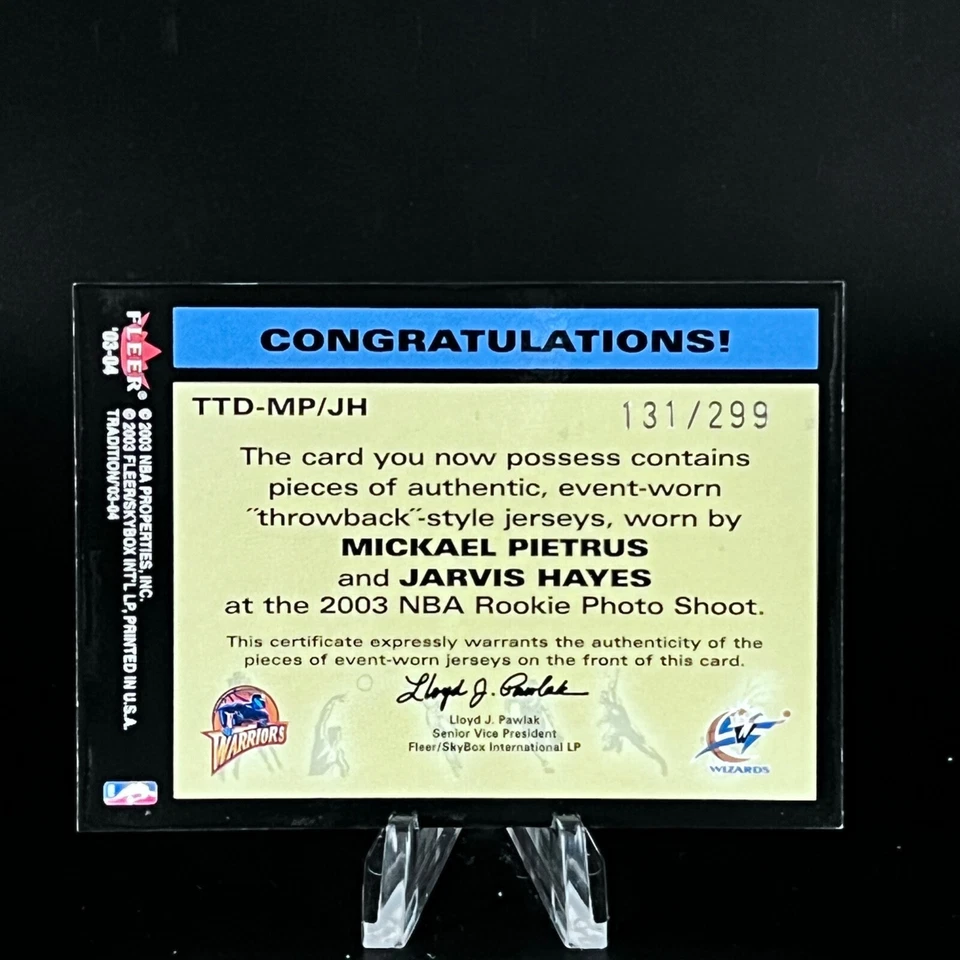 CONGRATULATIONS!
TTD-MP/JH
131/299
The card you now possess contains
pieces of authentic, event-worn
˝throwback˝-style jerseys, worn by
MICKAEL PIETRUS
and JARVIS HAYES
at the 2003 NBA Rookie Photo Shoot.
This certificate expressly warrants the authenticity of the
pieces of event-worn jerseys on the front of this card.
Lloyd J. Pawlak
Lloyd J. Pawlak
Senior Vice President
Fleer/SkyBox International LP
WARRIORS
W
WIZARDS
FLEER®
'03-04
© 2003 NBA PROPERTIES, INC.
© 2003 FLEER/SKYBOX INT'L LP, PRINTED IN U.S.A.
TRADITION '03-04